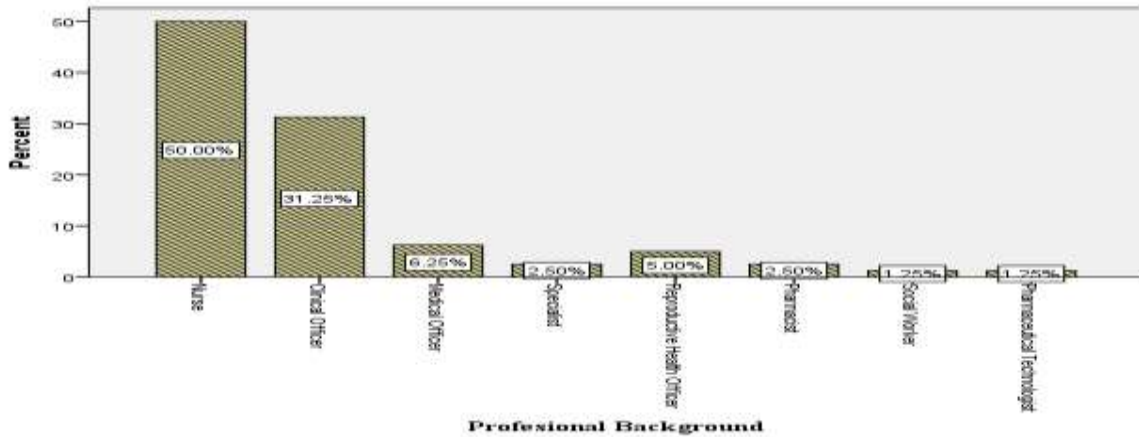 50
40
30
20
10
0
Percent
50.00%
31.25%
6.25%
2.50%
5.00%
2.50%
1.25%
1.25%
Nurse
Clinical Officer
Medical Officer
Specialist
Reproductive Health Officer
Pharmacist
Social Worker
Pharmaceutical Technologist
Profesional Background